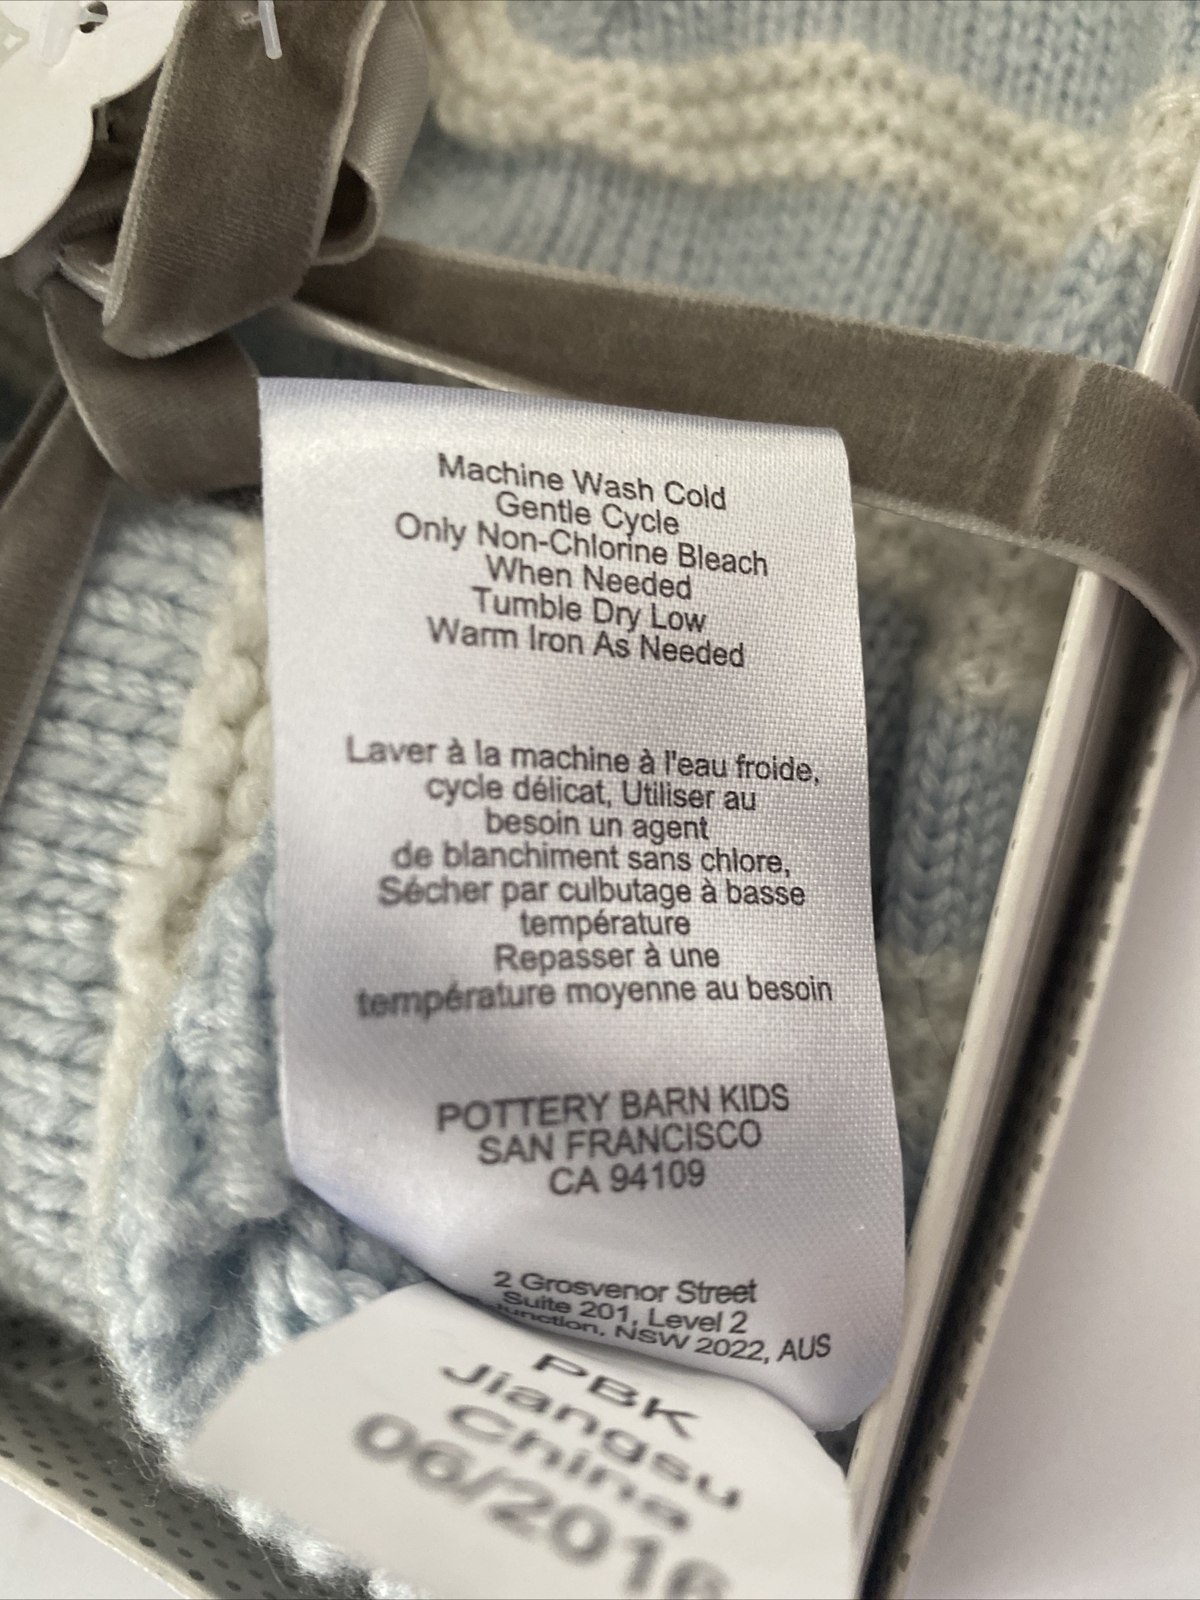 Machine Wash Cold
Gentle Cycle
Only Non-Chlorine Bleach
When Needed
Tumble Dry Low
Warm Iron As Needed
Laver à la machine à l'eau froide,
cycle délicat, Utiliser au
besoin un agent
de blanchiment sans chlore,
Sécher par culbutage à basse
température
Repasser à une
température moyenne au besoin
POTTERY BARN KIDS
SAN FRANCISCO
CA 94109
2 Grosvenor Street
Suite 201, Level 2
NSW 2022, AUS
PBK
Jiangsu
China
06/2016